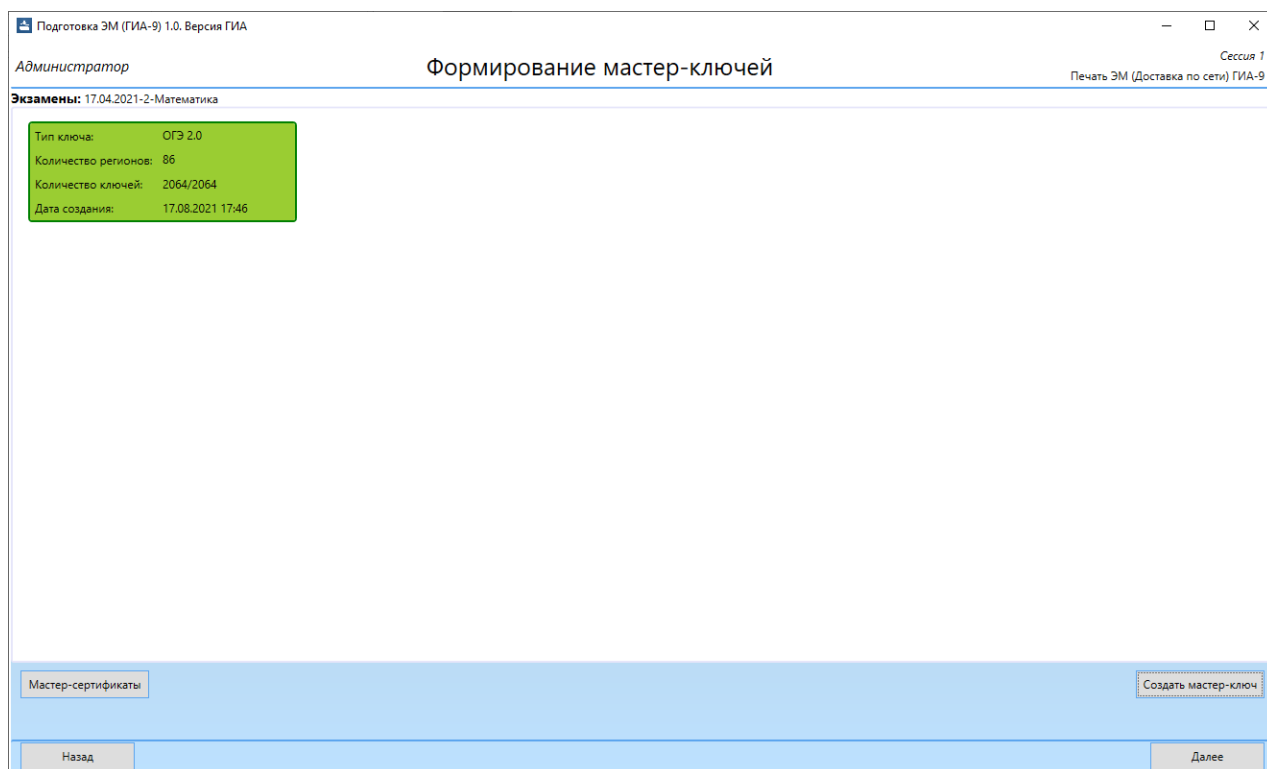 Подготовка ЭМ (ГИА-9) 1.0. Версия ГИА
Администратор
Формирование мастер-ключей
Сессия 1
Печать ЭМ (Доставка по сети) ГИА-9
Экзамены: 17.04.2021-2-Математика
Тип ключа: ОГЭ 2.0
Количество регионов: 86
Количество ключей: 2064/2064
Дата создания: 17.08.2021 17:46
Мастер-сертификаты
Создать мастер-ключ
Назад
Далее